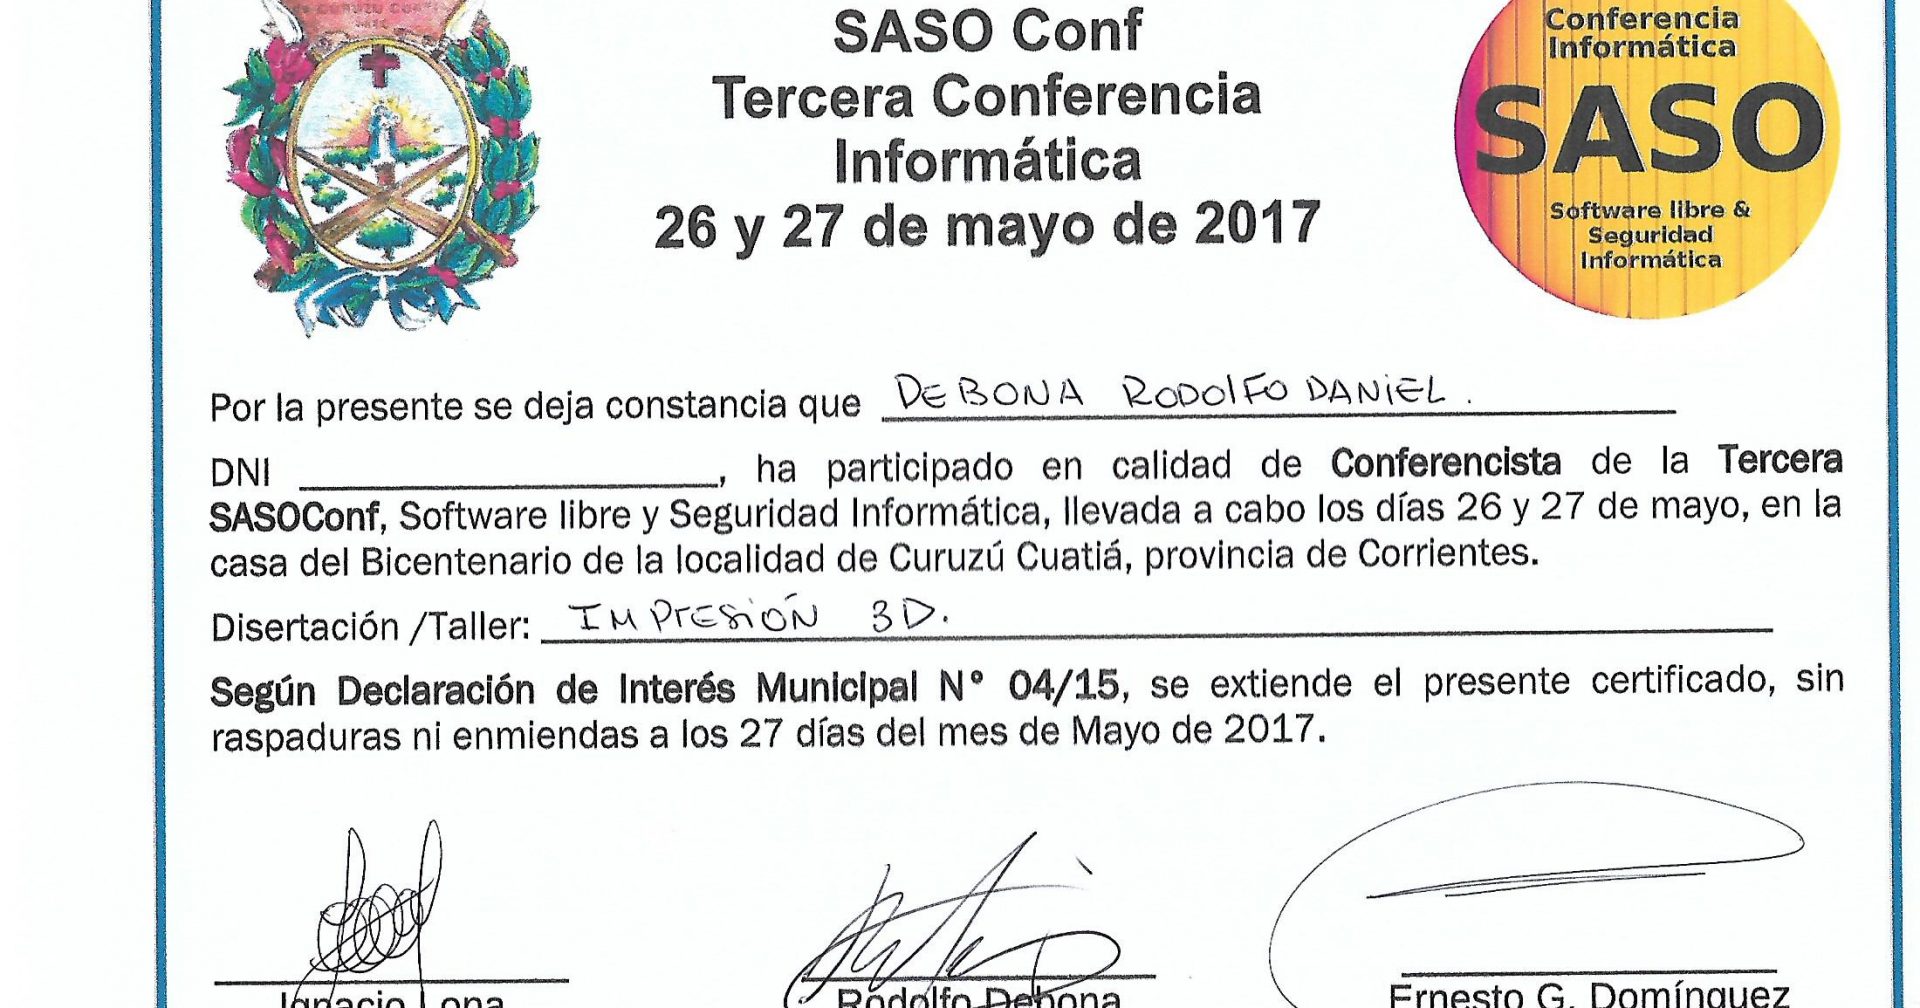 SASO Conf
Tercera Conferencia
Informática
26 y 27 de mayo de 2017
Conferencia
Informática
SASO
Software libre &
Seguridad
Informática
Por la presente se deja constancia que DEBONA RODOLFO DANIEL.
DNI ____________________, ha participado en calidad de Conferencista de la Tercera
SASOConf, Software libre y Seguridad Informática, llevada a cabo los días 26 y 27 de mayo, en la
casa del Bicentenario de la localidad de Curuzú Cuatiá, provincia de Corrientes.
Disertación /Taller: IMPresión 3D.
Según Declaración de Interés Municipal N° 04/15, se extiende el presente certificado, sin
raspaduras ni enmiendas a los 27 días del mes de Mayo de 2017.
Ignacio Lona
Rodolfo Debona
Ernesto G. Domínguez